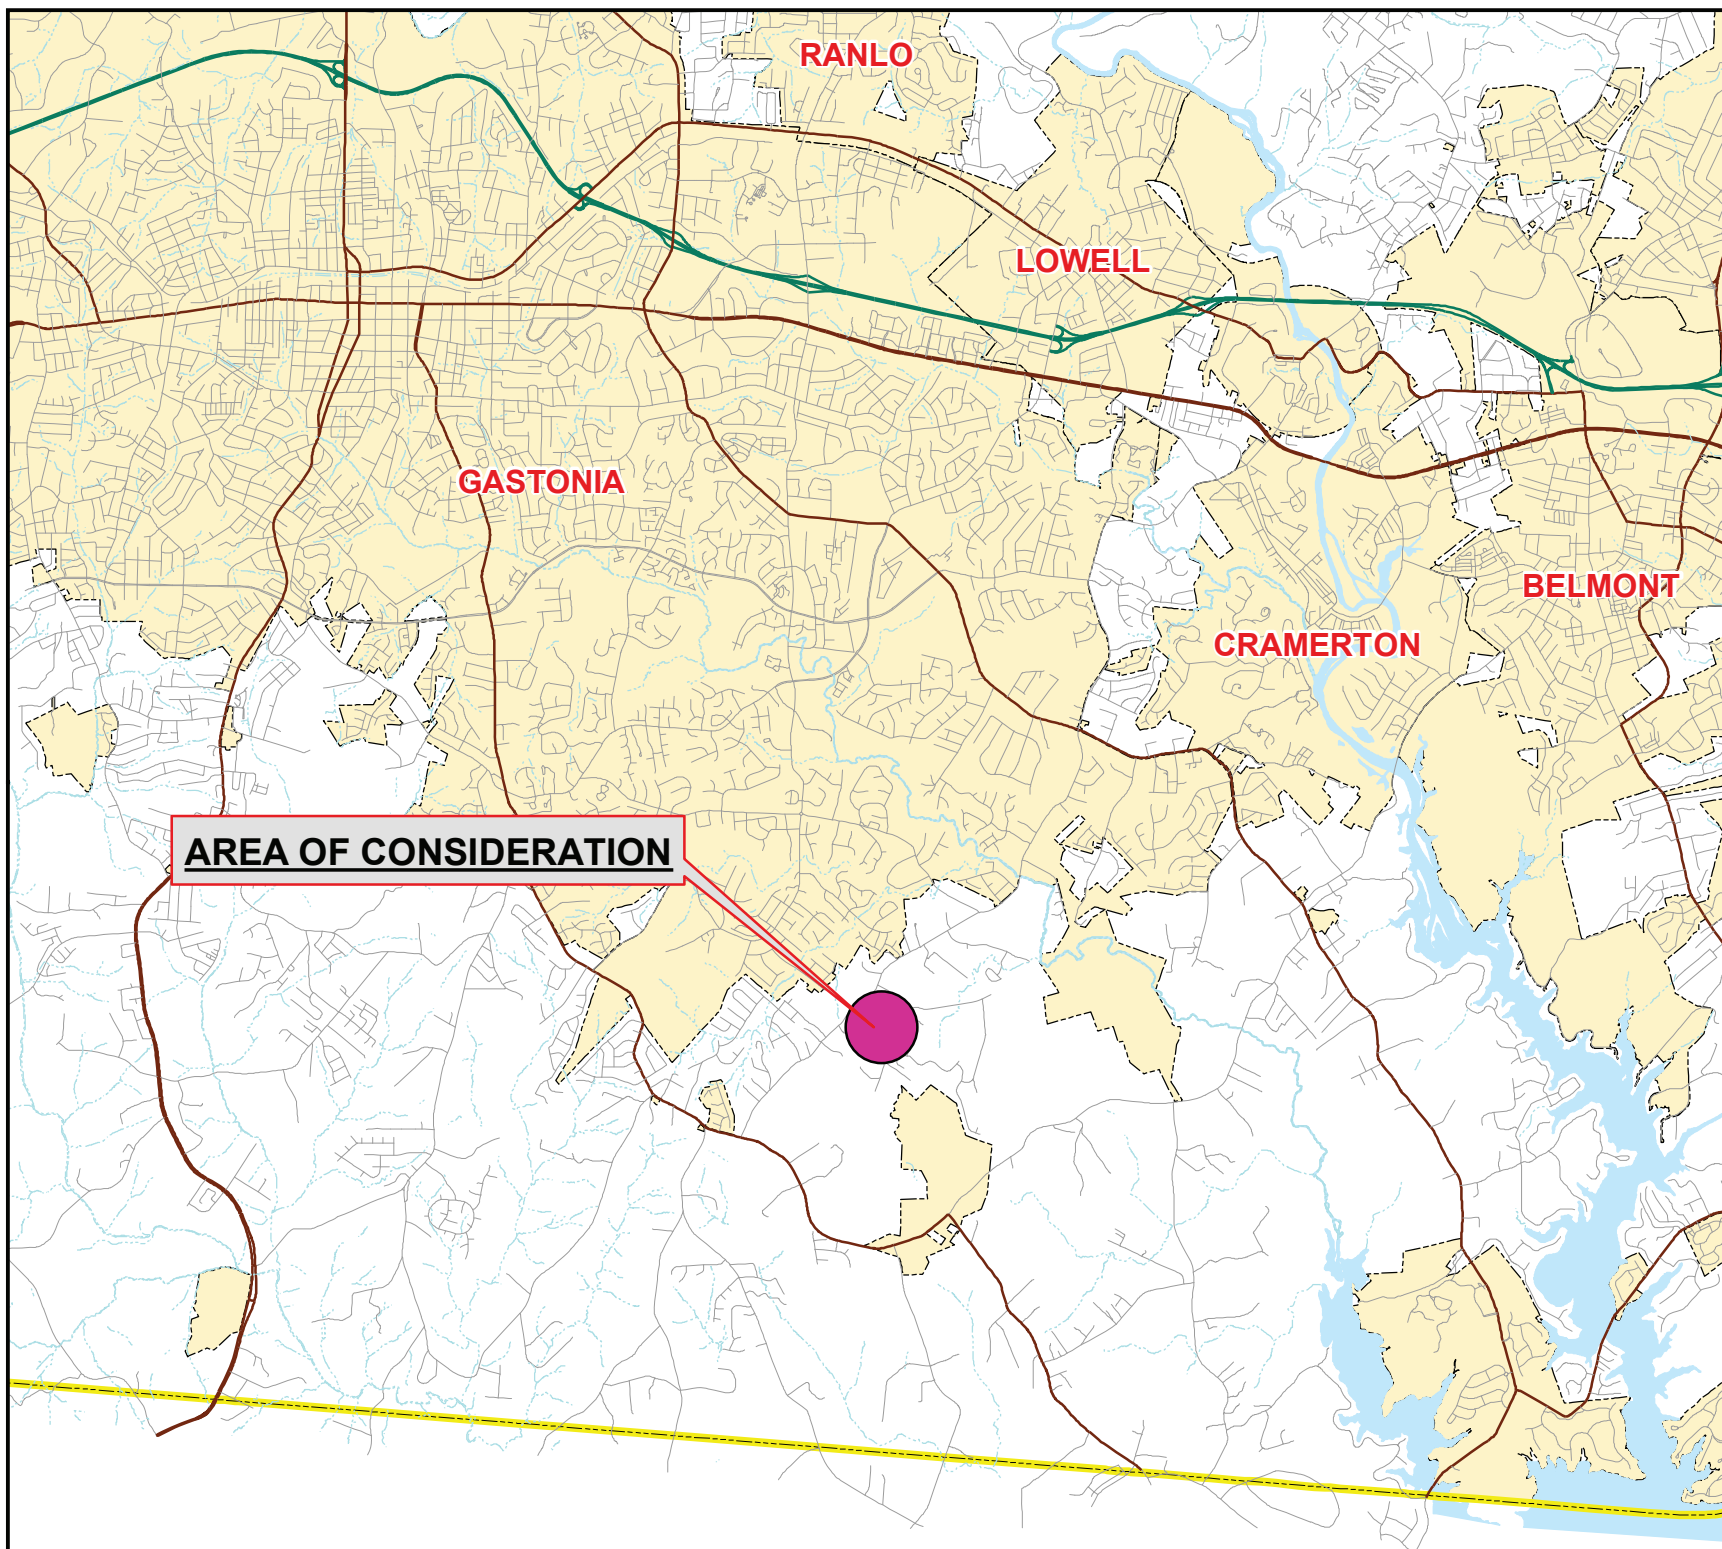 RANLO
LOWELL
GASTONIA
BELMONT
CRAMERTON
AREA OF CONSIDERATION